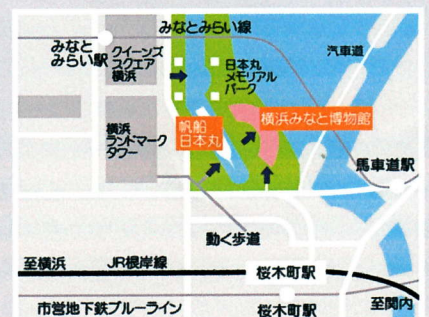 みなとみらい線
みなと
みらい駅
クイーンズ
スクエア
横浜
日本丸
メモリアル
パーク
汽車道
横浜
ランドマーク
タワー
帆船
日本丸
横浜みなと博物館
馬車道駅
動く歩道
至横浜
JR根岸線
桜木町駅
市営地下鉄ブルーライン
桜木町駅
至関内